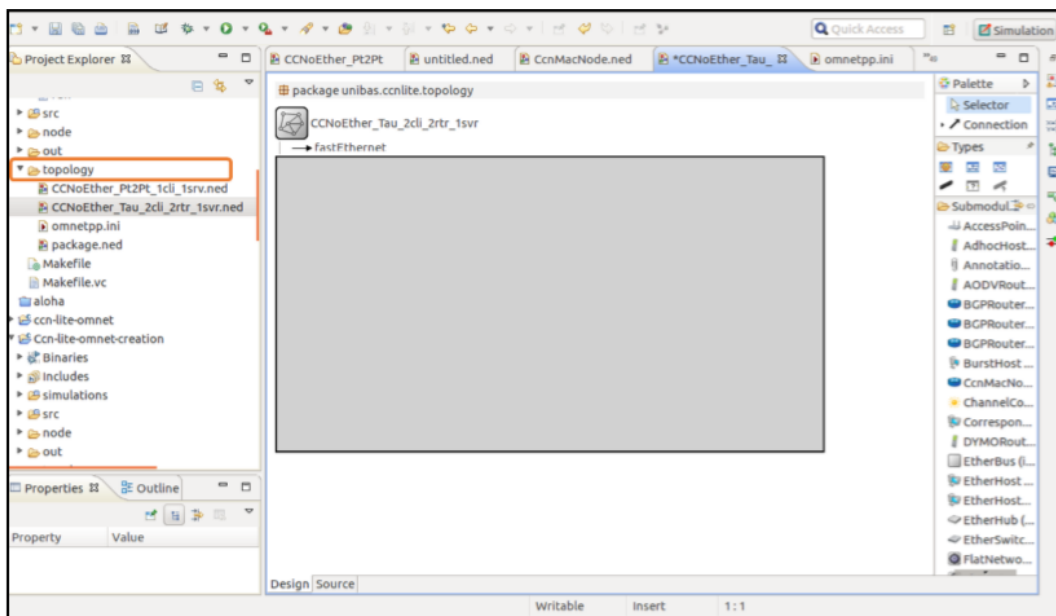 Quick Access
Simulation
Project Explorer
src
node
out
topology
CCNoEther_Pt2Pt_1cli_1srv.ned
CCNoEther_Tau_2cli_2rtr_1svr.ned
omnetpp.ini
package.ned
Makefile
Makefile.vc
aloha
ccn-lite-omnet
Ccn-lite-omnet-creation
Binaries
Includes
simulations
src
node
out
Properties
Outline
Property Value
CCNoEther_Pt2Pt
untitled.ned
CcnMacNode.ned
*CCNoEther_Tau_
omnetpp.ini
package unibas.ccnlite.topology
CCNoEther_Tau_2cli_2rtr_1svr
fastEthernet
Design Source
Palette
Selector
Connection
Types
Submodul...
AccessPoin...
AdhocHost...
Annotatio...
AODVRout...
BGPRouter...
BGPRouter...
BGPRouter...
BurstHost...
CcnMacNo...
ChannelCo...
Correspon...
DYMORout...
EtherBus (i...
EtherHost...
EtherHost...
EtherHub (...
EtherSwitc...
FlatNetwo...
Writable Insert 1:1